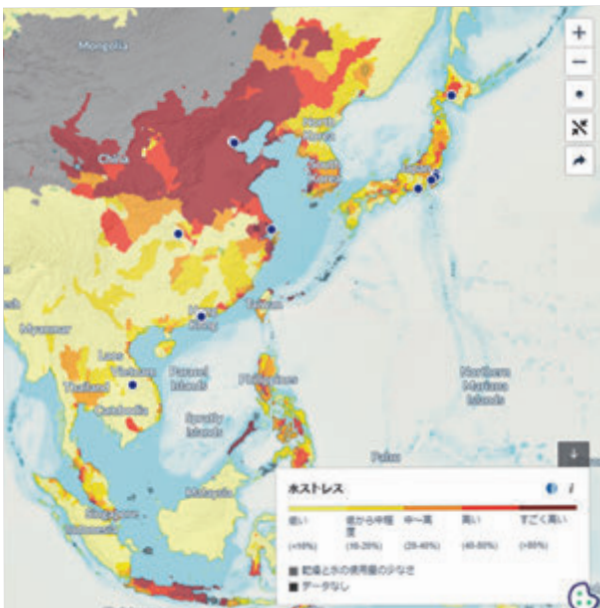 Mongolia
North
Korea
China
South
Korea
Hong
Kong
Taiwan
Myanmar
Laos
Vietnam
Paracel
Islands
Thailand
Philippines
Northern
Mariana
Islands
Cambodia
Spratly
Islands
Palau
Malaysia
Singapore
Indonesia
水ストレス
低い
低から中程
度
中〜高
高い
すごく高い
(<10%)
(10-20%)
(20-40%)
(40-80%)
(>80%)
乾燥と水の使用量の少なさ
データなし